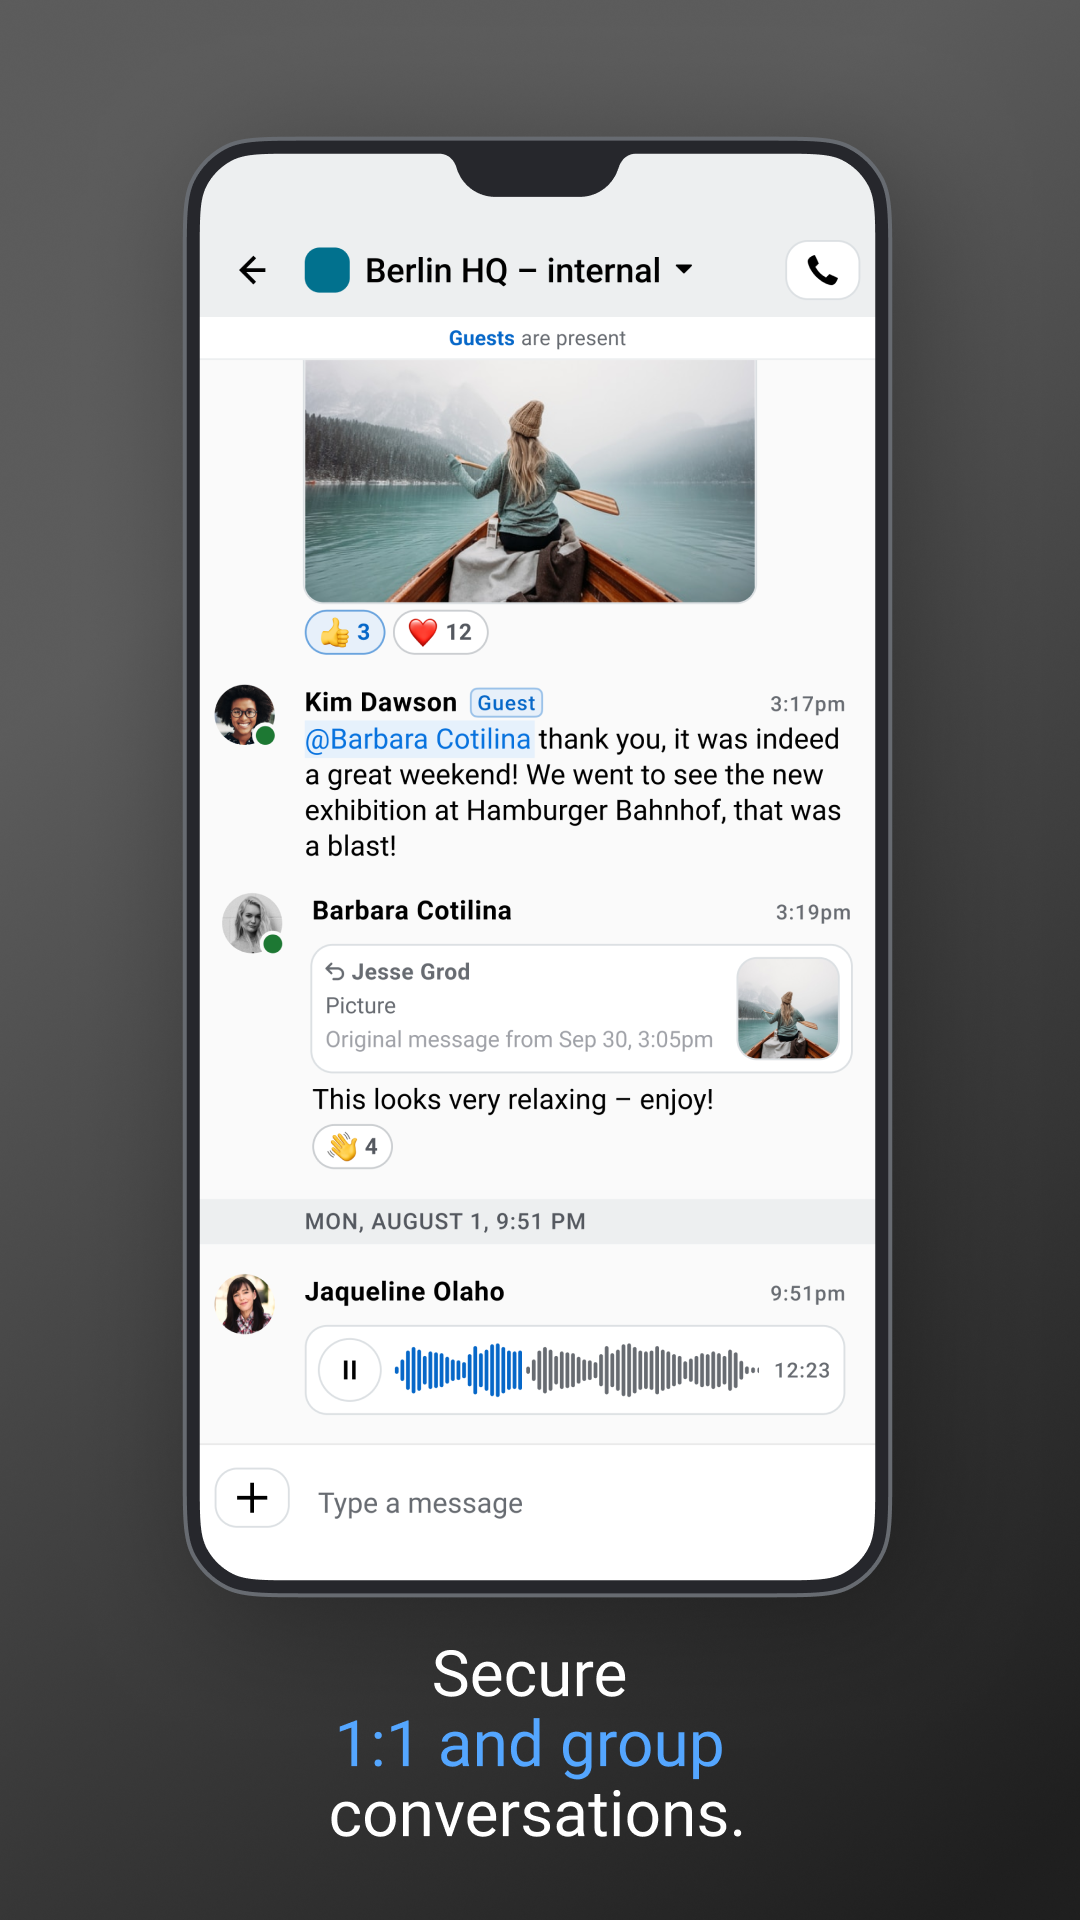 Berlin HQ – internal
Guests are present
👍 3 ❤️ 12
Kim Dawson Guest 3:17pm
@Barbara Cotilina thank you, it was indeed
a great weekend! We went to see the new
exhibition at Hamburger Bahnhof, that was
a blast!
Barbara Cotilina 3:19pm
Jesse Grod
Picture
Original message from Sep 30, 3:05pm
This looks very relaxing – enjoy!
👋 4
MON, AUGUST 1, 9:51 PM
Jaqueline Olaho 9:51pm
12:23
Type a message
Secure
1:1 and group
conversations.